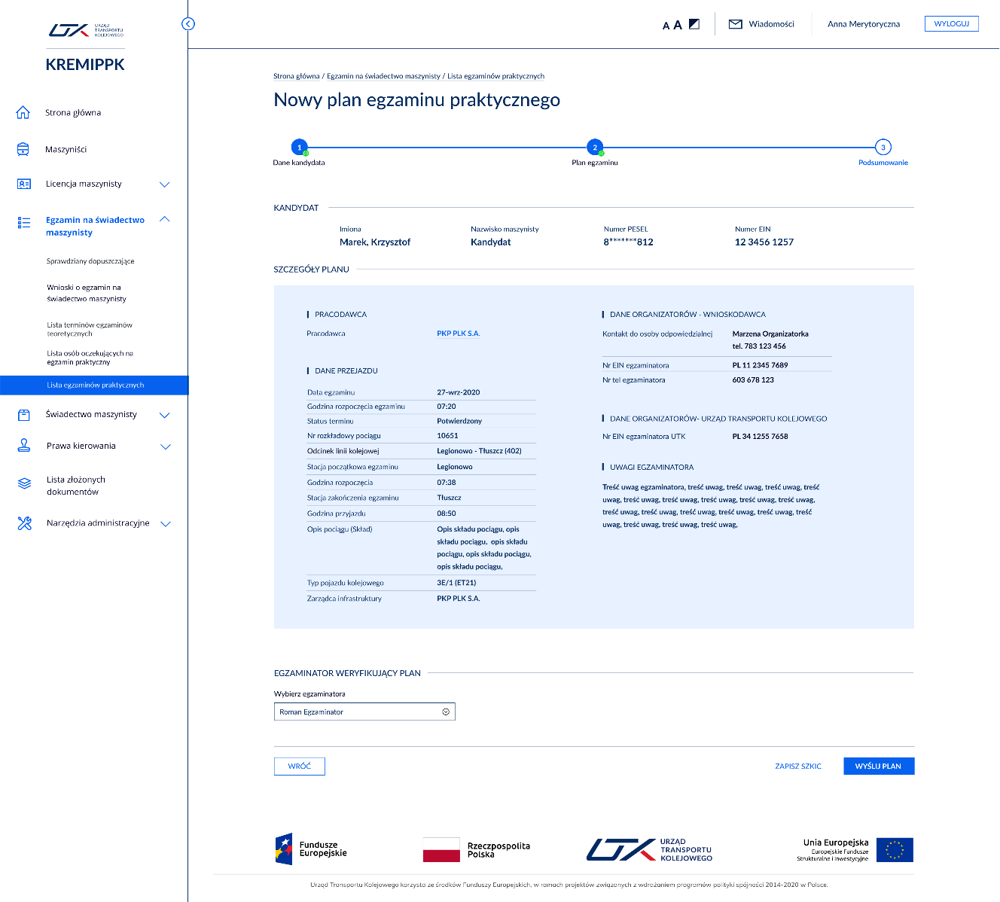 URZĄD
TRANSPORTU
KOLEJOWEGO
KREMIPPK
Strona główna
Maszyniści
Licencja maszynisty
Egzamin na świadectwo
maszynisty
Sprawdziany dopuszczające
Wnioski o egzamin na
świadectwo maszynisty
Lista terminów egzaminów
teoretycznych
Lista osób oczekujących na
egzamin praktyczny
Lista egzaminów praktycznych
Świadectwo maszynisty
Prawa kierowania
Lista złożonych
dokumentów
Narzędzia administracyjne
A A
Wiadomości
Anna Merytoryczna
WYLOGUJ
Strona główna / Egzamin na świadectwo maszynisty / Lista egzaminów praktycznych
Nowy plan egzaminu praktycznego
1
Dane kandydata
2
Plan egzaminu
3
Podsumowanie
KANDYDAT
Imiona
Marek, Krzysztof
Nazwisko maszynisty
Kandydat
Numer PESEL
8*******812
Numer EIN
12 3456 1257
SZCZEGÓŁY PLANU
PRACODAWCA
Pracodawca PKP PLK S.A.
DANE PRZEJAZDU
Data egzaminu 27-wrz-2020
Godzina rozpoczęcia egzaminu 07:20
Status terminu Potwierdzony
Nr rozkładowy pociągu 10651
Odcinek linii kolejowej Legionowo - Tłuszcz (402)
Stacja początkowa egzaminu Legionowo
Godzina rozpoczęcia 07:38
Stacja zakończenia egzaminu Tłuszcz
Godzina przyjazdu 08:50
Opis pociągu (Skład) Opis składu pociągu, opis
składu pociągu, opis składu
pociągu, opis składu pociągu,
opis składu pociągu,
Typ pojazdu kolejowego 3E/1 (ET21)
Zarządca infrastruktury PKP PLK S.A.
DANE ORGANIZATORÓW - WNIOSKODAWCA
Kontakt do osoby odpowiedzialnej Marzena Organizatorka
tel. 783 123 456
Nr EIN egzaminatora PL 11 2345 7689
Nr tel egzaminatora 603 678 123
DANE ORGANIZATORÓW- URZĄD TRANSPORTU KOLEJOWEGO
Nr EIN egzaminatora UTK PL 34 1255 7658
UWAGI EGZAMINATORA
Treść uwag egzaminatora, treść uwag, treść uwag, treść uwag, treść
uwag, treść uwag, treść uwag, treść uwag, treść uwag, treść uwag,
treść uwag, treść uwag, treść uwag, treść uwag, treść uwag, treść
uwag, treść uwag, treść uwag, treść uwag,
EGZAMINATOR WERYFIKUJĄCY PLAN
Wybierz egzaminatora
Roman Egzaminator
WRÓĆ
ZAPISZ SZKIC
WYŚLIJ PLAN
Fundusze
Europejskie
Rzeczpospolita
Polska
URZĄD
TRANSPORTU
KOLEJOWEGO
Unia Europejska
Europejskie Fundusze
Strukturalne i Inwestycyjne
Urząd Transportu Kolejowego korzysta ze środków Funduszy Europejskich, w ramach projektów związanych z wdrażaniem programów polityki spójności 2014-2020 w Polsce.